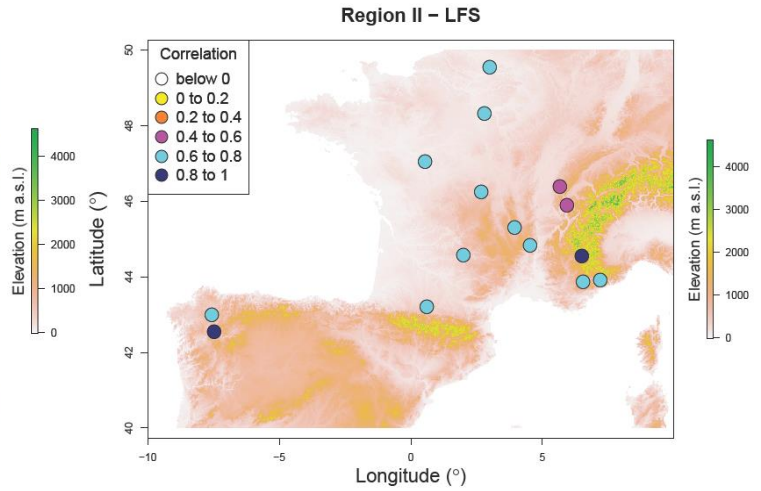 Region II – LFS
Correlation
below 0
0 to 0.2
0.2 to 0.4
0.4 to 0.6
0.6 to 0.8
0.8 to 1
Elevation (m a.s.l.)
4000
3000
2000
1000
0
Latitude (°)
50
48
46
44
42
40
−10
−5
0
5
Longitude (°)
Elevation (m a.s.l.)
4000
3000
2000
1000
0